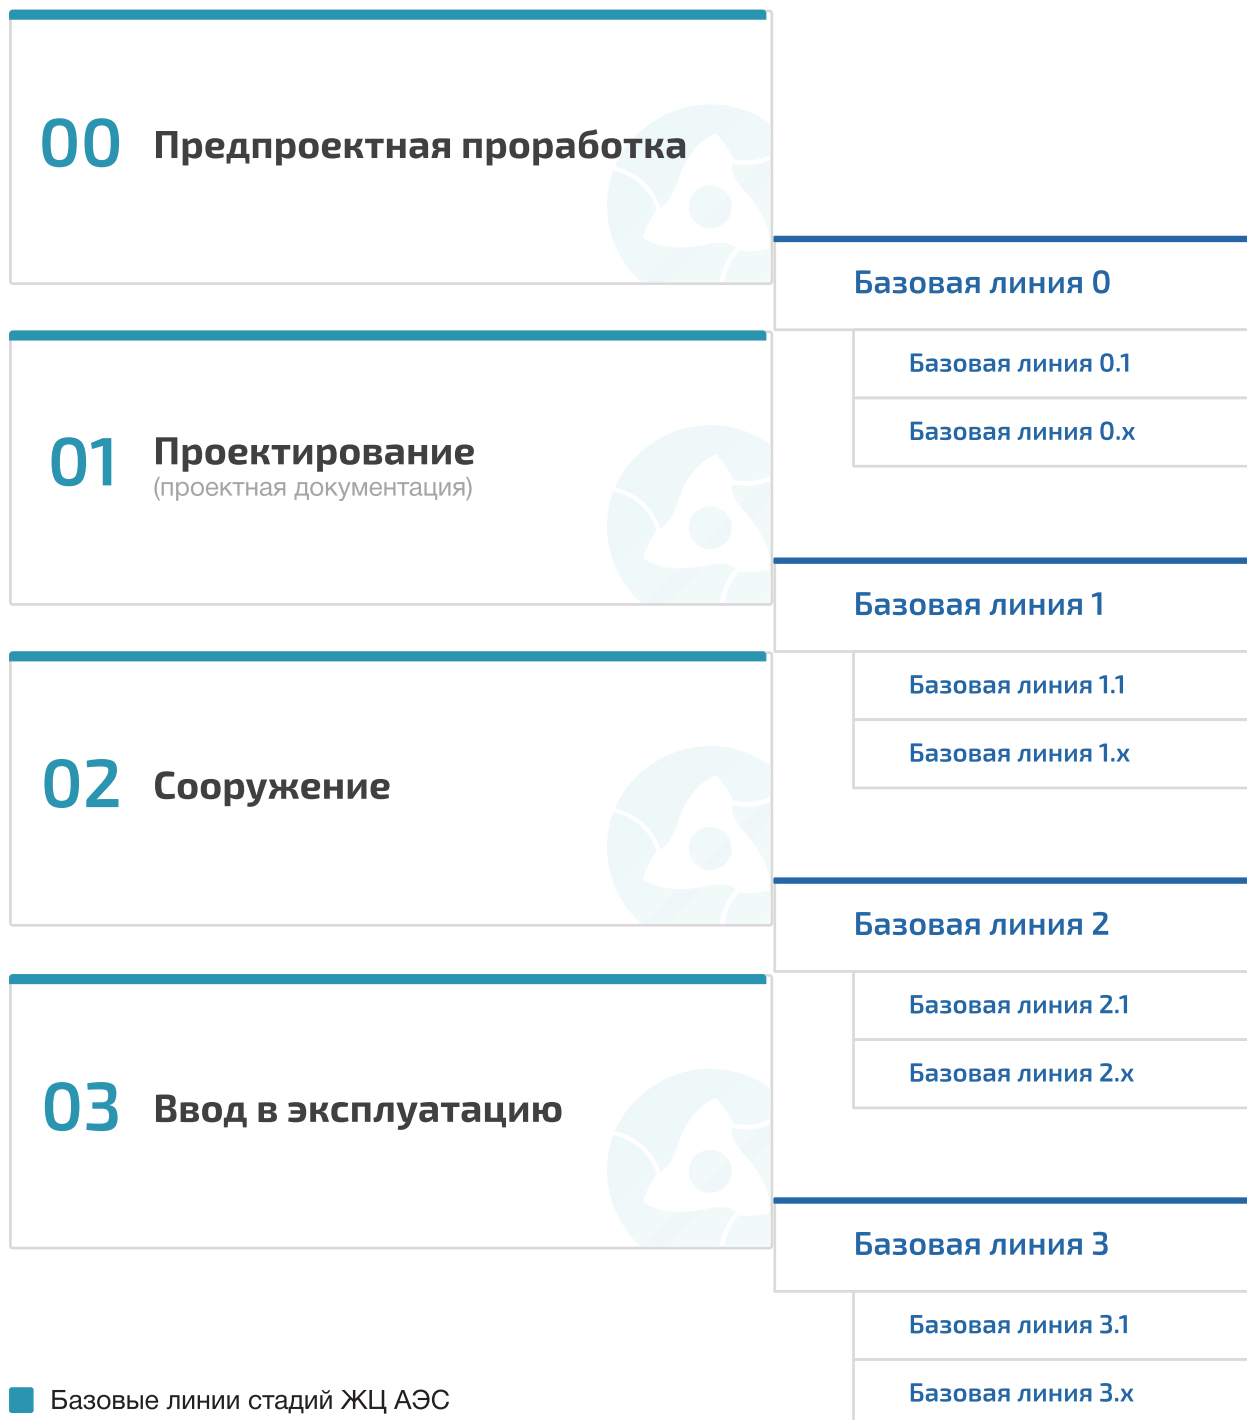 00 Предпроектная проработка
Базовая линия 0
Базовая линия 0.1
Базовая линия 0.x
01 Проектирование
(проектная документация)
Базовая линия 1
Базовая линия 1.1
Базовая линия 1.x
02 Сооружение
Базовая линия 2
Базовая линия 2.1
Базовая линия 2.x
03 Ввод в эксплуатацию
Базовая линия 3
Базовая линия 3.1
Базовая линия 3.x
Базовые линии стадий ЖЦ АЭС